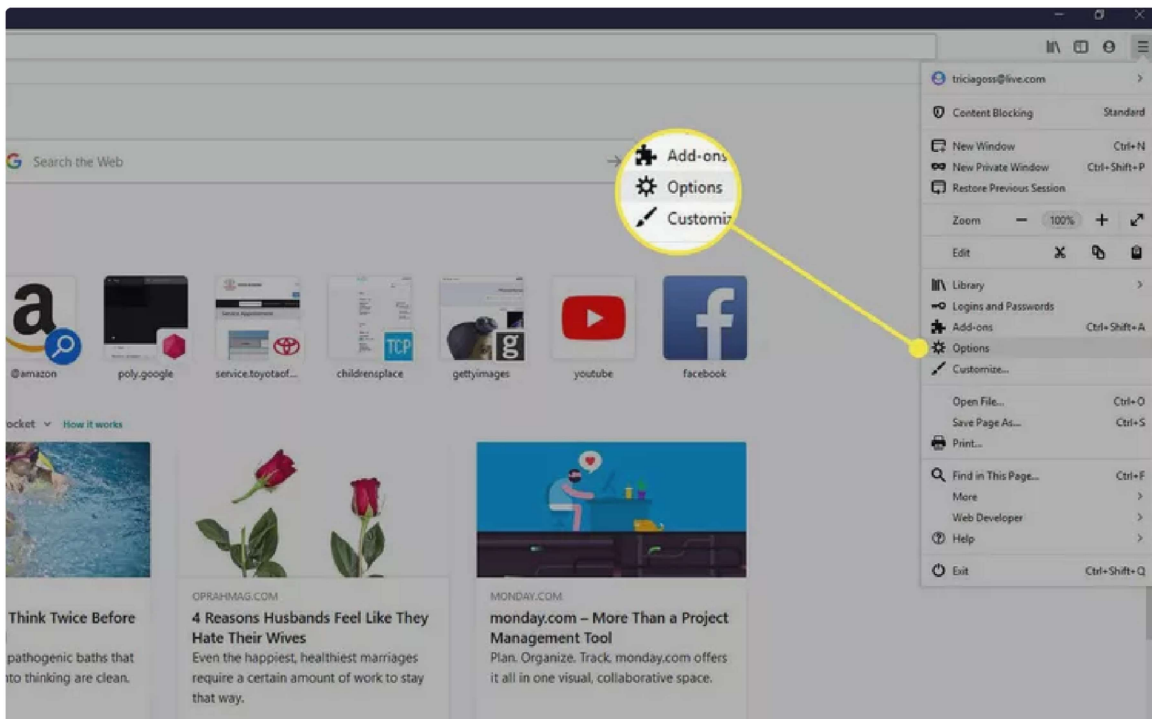 triciagoss@live.com
Content Blocking Standard
New Window Ctrl+N
New Private Window Ctrl+Shift+P
Restore Previous Session
Zoom 100%
Edit
Library
Logins and Passwords
Add-ons Ctrl+Shift+A
Options
Customize...
Open File... Ctrl+O
Save Page As... Ctrl+S
Print...
Find in This Page... Ctrl+F
More
Web Developer
Help
Exit Ctrl+Shift+Q
Search the Web
Add-ons
Options
Customiz
@amazon
poly.google
service.toyotaof...
TCP
childrensplace
g
gettyimages
youtube
facebook
ocket How it works
Think Twice Before
pathogenic baths that
to thinking are clean.
OPRAHMAG.COM
4 Reasons Husbands Feel Like They
Hate Their Wives
Even the happiest, healthiest marriages
require a certain amount of work to stay
that way.
MONDAY.COM
monday.com – More Than a Project
Management Tool
Plan. Organize. Track. monday.com offers
it all in one visual, collaborative space.